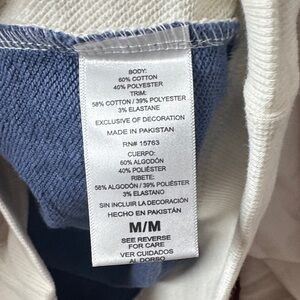 BODY:
60% COTTON
40% POLYESTER
TRIM:
58% COTTON / 39% POLYESTER
3% ELASTANE
EXCLUSIVE OF DECORATION
MADE IN PAKISTAN
RN# 15763
CUERPO:
60% ALGODÓN
40% POLIÉSTER
RIBETE:
58% ALGODÓN / 39% POLIÉSTER
3% ELASTANO
SIN INCLUIR LA DECORACIÓN
HECHO EN PAKISTÁN
M/M
SEE REVERSE
FOR CARE
VER CUIDADOS
AL DORSO